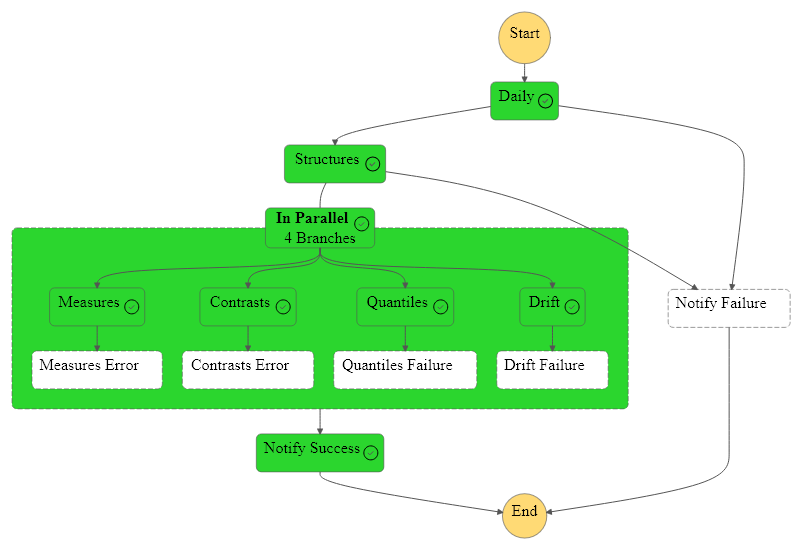 Start
Daily
Structures
In Parallel
4 Branches
Measures
Contrasts
Quantiles
Drift
Notify Failure
Measures Error
Contrasts Error
Quantiles Failure
Drift Failure
Notify Success
End